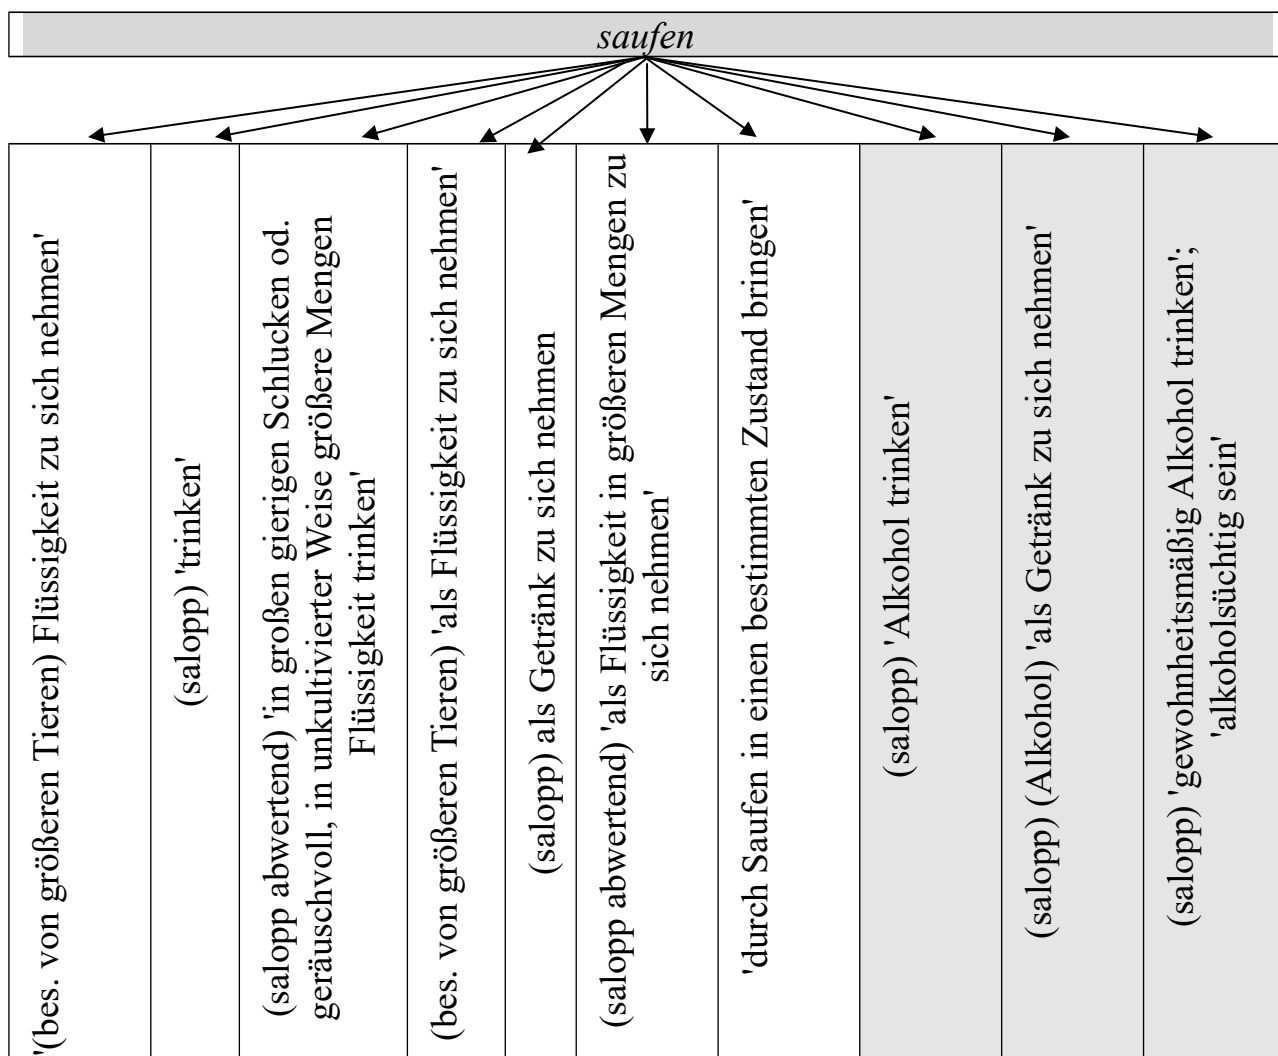 saufen
'(bes. von größeren Tieren) Flüssigkeit zu sich nehmen'
(salopp) 'trinken'
(salopp abwertend) 'in großen gierigen Schlucken od.
geräuschvoll, in unkultivierter Weise größere Mengen
Flüssigkeit trinken'
(bes. von größeren Tieren) 'als Flüssigkeit zu sich nehmen'
(salopp) als Getränk zu sich nehmen
(salopp abwertend) 'als Flüssigkeit in größeren Mengen zu
sich nehmen'
'durch Saufen in einen bestimmten Zustand bringen'
(salopp) 'Alkohol trinken'
(salopp) (Alkohol) 'als Getränk zu sich nehmen'
(salopp) 'gewohnheitsmäßig Alkohol trinken';
'alkoholsüchtig sein'